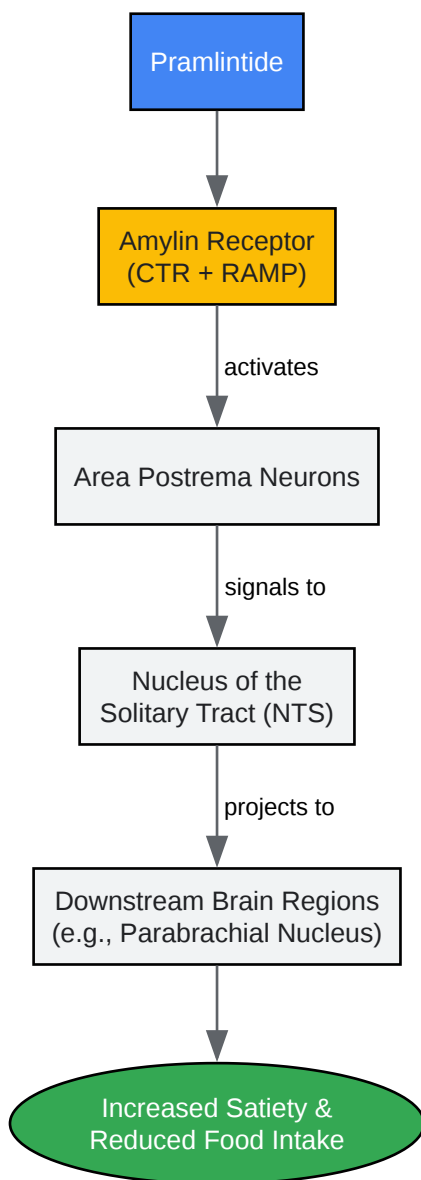 Pramlintide
Amylin Receptor
(CTR + RAMP)
activates
Area Postrema Neurons
signals to
Nucleus of the
Solitary Tract (NTS)
projects to
Downstream Brain Regions
(e.g., Parabrachial Nucleus)
Increased Satiety &
Reduced Food Intake